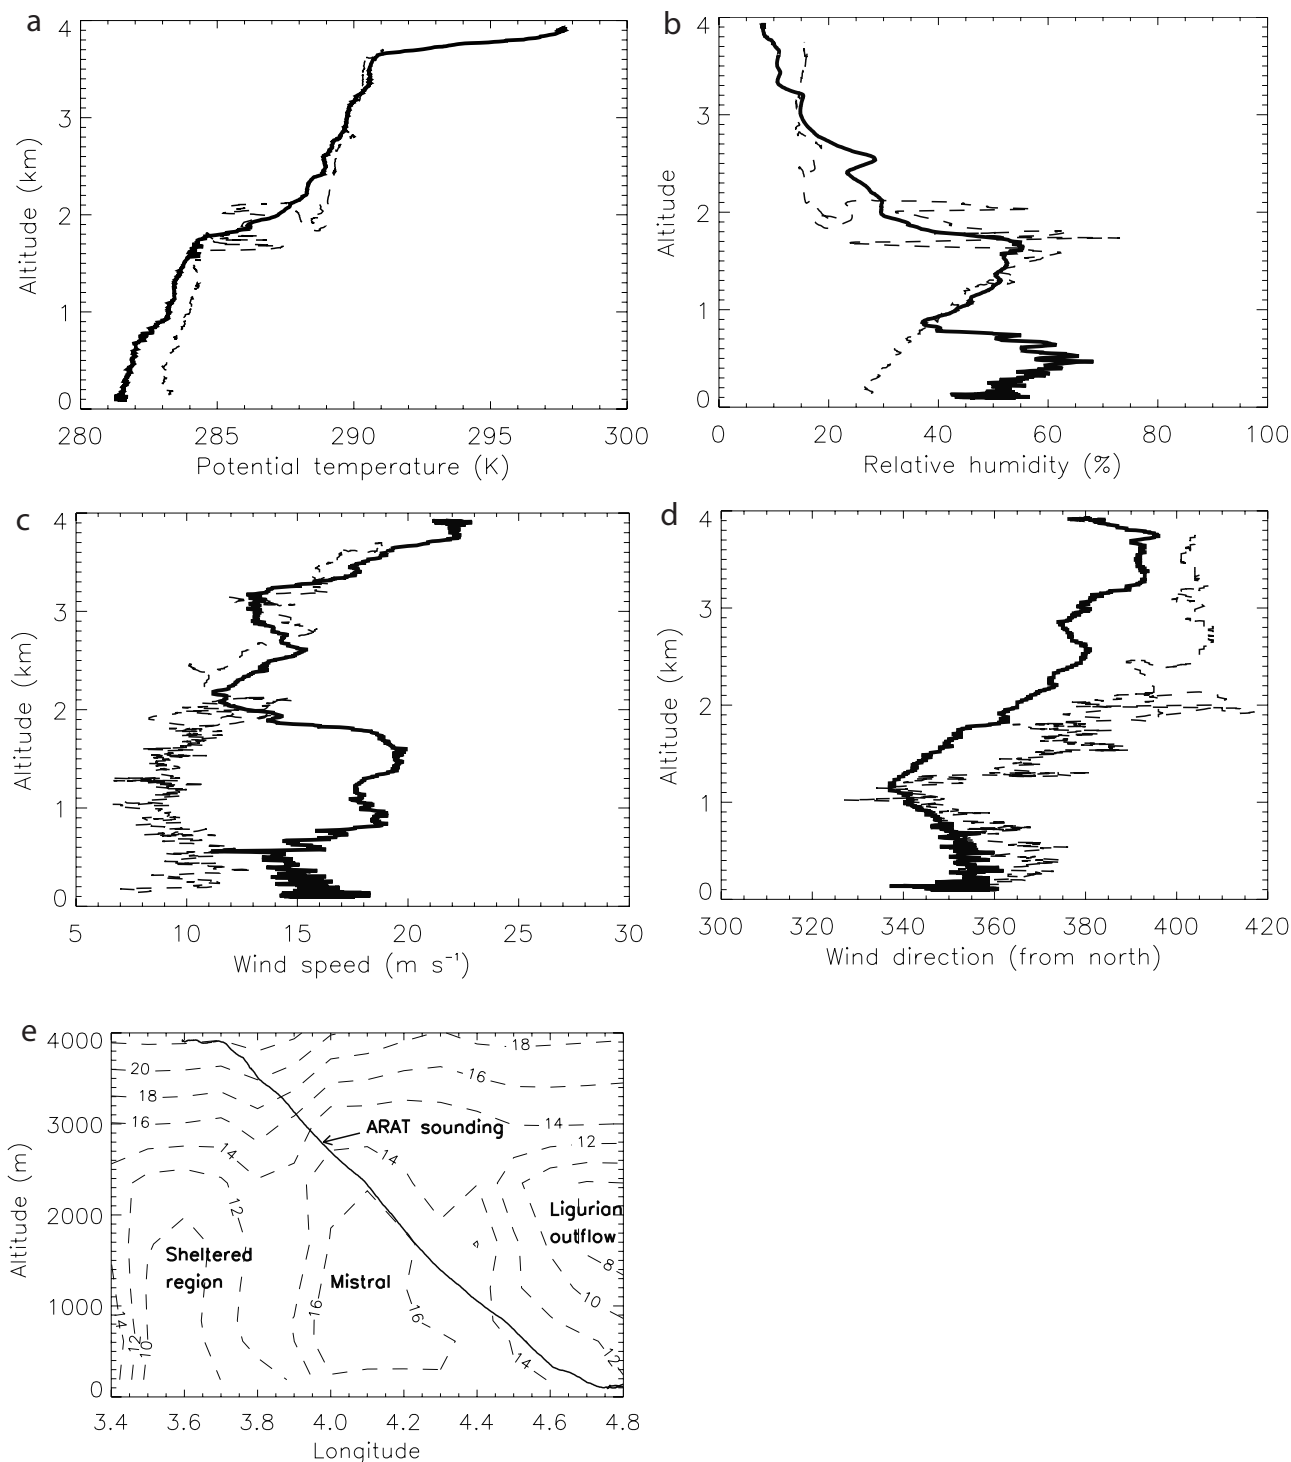 a
4
3
2
1
0
Altitude (km)
280 285 290 295 300
Potential temperature (K)
b
4
3
2
1
0
Altitude
0 20 40 60 80 100
Relative humidity (%)
c
4
3
2
1
0
Altitude (km)
5 10 15 20 25 30
Wind speed (m s⁻¹)
d
4
3
2
1
0
Altitude (km)
300 320 340 360 380 400 420
Wind direction (from north)
e
4000
3000
2000
1000
0
Altitude (m)
18
20
16
18
16
14
ARAT sounding
12
14
14
12
Ligurian
outflow
Sheltered
region
Mistral
8
10
16
16
14
12
10
14
12
3.4 3.6 3.8 4.0 4.2 4.4 4.6 4.8
Longitude